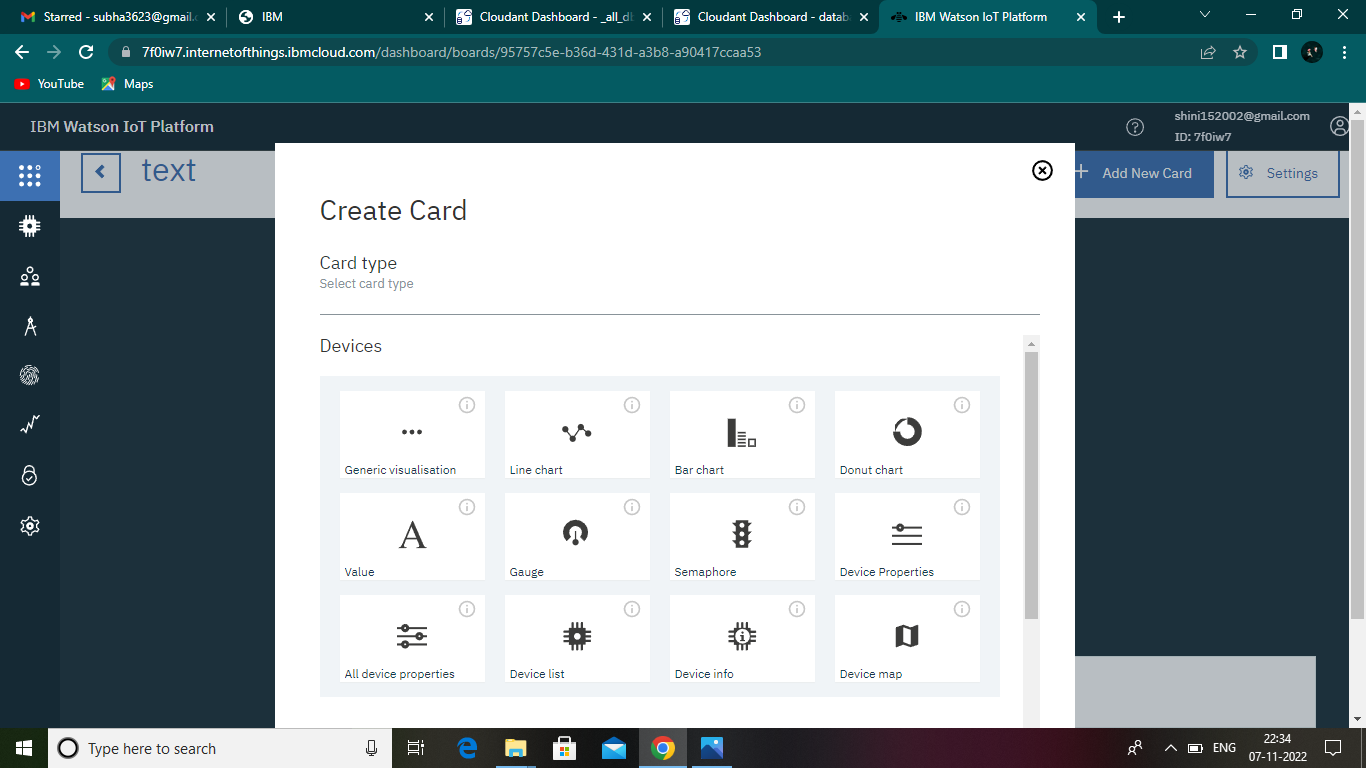 Starred - subha3623@gmail.
IBM
Cloudant Dashboard - _all_d
Cloudant Dashboard - datab
IBM Watson IoT Platform
7f0iw7.internetofthings.ibmcloud.com/dashboard/boards/95757c5e-b36d-431d-a3b8-a90417ccaa53
YouTube
Maps
IBM Watson IoT Platform
shini152002@gmail.com
ID: 7f0iw7
text
Add New Card
Settings
Create Card
Card type
Select card type
Devices
Generic visualisation
Line chart
Bar chart
Donut chart
A
Value
Gauge
Semaphore
Device Properties
All device properties
Device list
Device info
Device map
Type here to search
ENG
22:34
07-11-2022